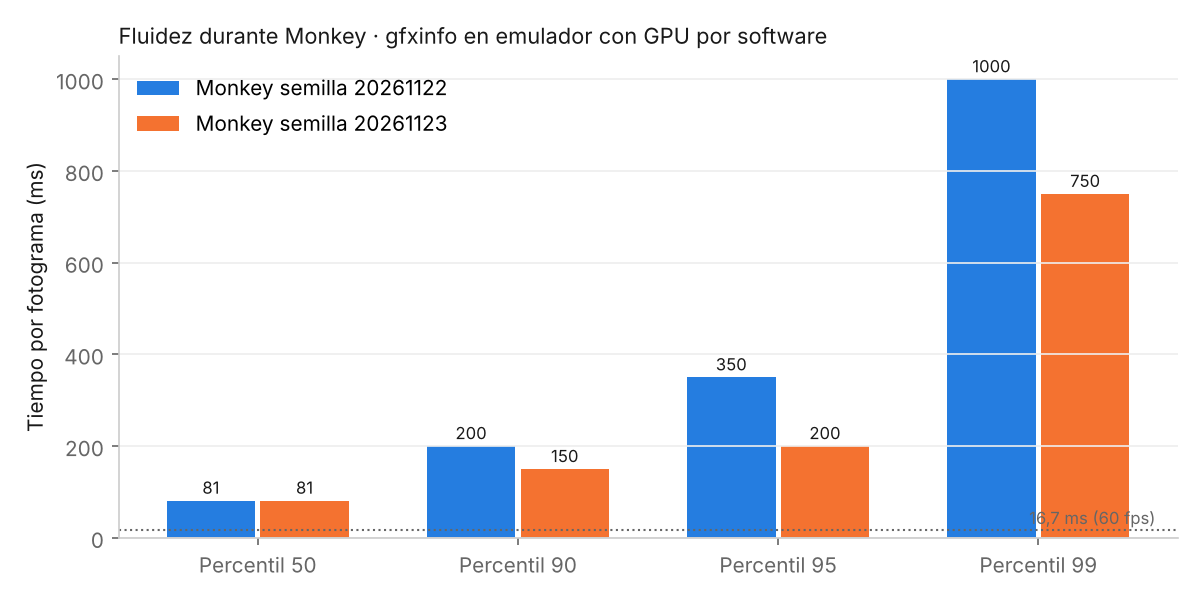 Fluidez durante Monkey · gfxinfo en emulador con GPU por software
Monkey semilla 20261122
Monkey semilla 20261123
Tiempo por fotograma (ms)
1000
800
600
400
200
0
81
81
200
150
350
200
1000
750
16,7 ms (60 fps)
Percentil 50
Percentil 90
Percentil 95
Percentil 99